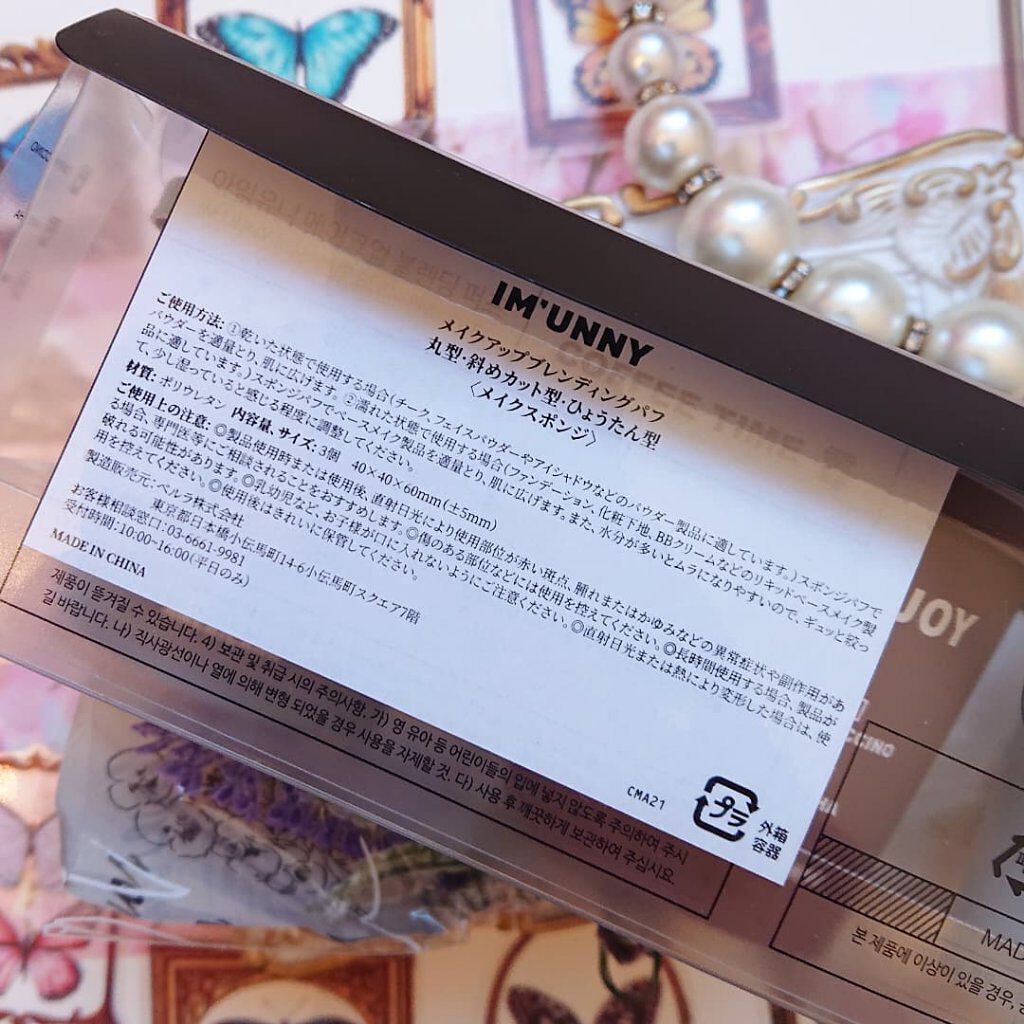 IM'UNNY
メイクアップブレンディングパフ
丸型・斜めカット型・ひょうたん型
〈メイクスポンジ〉
ご使用方法: ①乾いた状態で使用する場合(チーク、フェイスパウダーやアイシャドウなどのパウダー製品に適しています。)スポンジパフで
パウダーを適量とり、肌に広げます。②濡れた状態で使用する場合(ファンデーション、化粧下地、BBクリームなどのリキッドベースメイク製
品に適しています。)スポンジパフでベースメイク製品を適量とり、肌に広げます。また、水分が多いとムラになりやすいので、ギュッと絞っ
て、少し湿っていると感じる程度に調整してください。
材質: ポリウレタン 内容量、サイズ: 3個 40×40×60mm(±5mm)
ご使用上の注意: ◎製品使用時または使用後、直射日光により使用部位が赤い斑点、腫れまたはかゆみなどの異常症状や副作用があ
る場合、専門医等にご相談されることをおすすめします。◎傷のある部位などには使用を控えてください。◎長時間使用する場合、製品が
破れる可能性があります。◎乳幼児など、お子様が口に入れないようにご注意ください。◎直射日光または熱により変形した場合は、使
用を控えてください。◎使用後はきれいに保管してください。
製造販売元: ペルラ株式会社
東京都日本橋小伝馬町14-6小伝馬町スクエア7階
お客様相談窓口:03-6661-9981
受付時間:10:00~16:00(平日のみ)
MADE IN CHINA
CMA21
プラ
外箱
容器
제품이 뜯겨질 수 있습니다. 4) 보관 및 취급 시의 주의사항. 가) 영 유아 등 어린이들의 입에 넣지 않도록 주의하여 주시
길 바랍니다. 나) 직사광선이나 열에 의해 변형 되었을 경우 사용을 자제할 것. 다) 사용 후 깨끗하게 보관하여 주십시요.
JOY
CCINO
MAD
본 제품에 이상이 있을 경우,